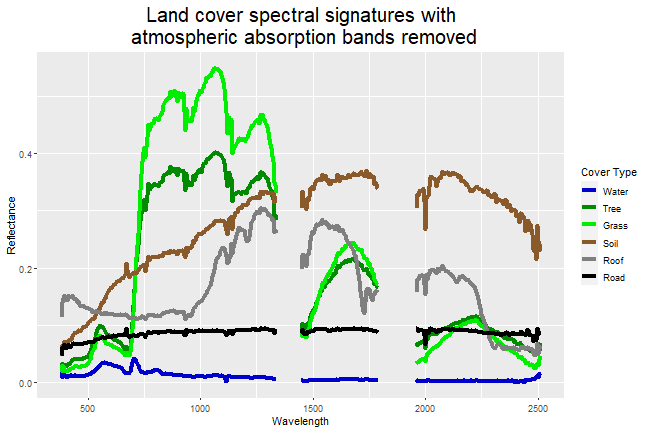 Land cover spectral signatures with
atmospheric absorption bands removed
Reflectance
0.4
0.2
0.0
500
1000
1500
2000
2500
Wavelength
Cover Type
Water
Tree
Grass
Soil
Roof
Road